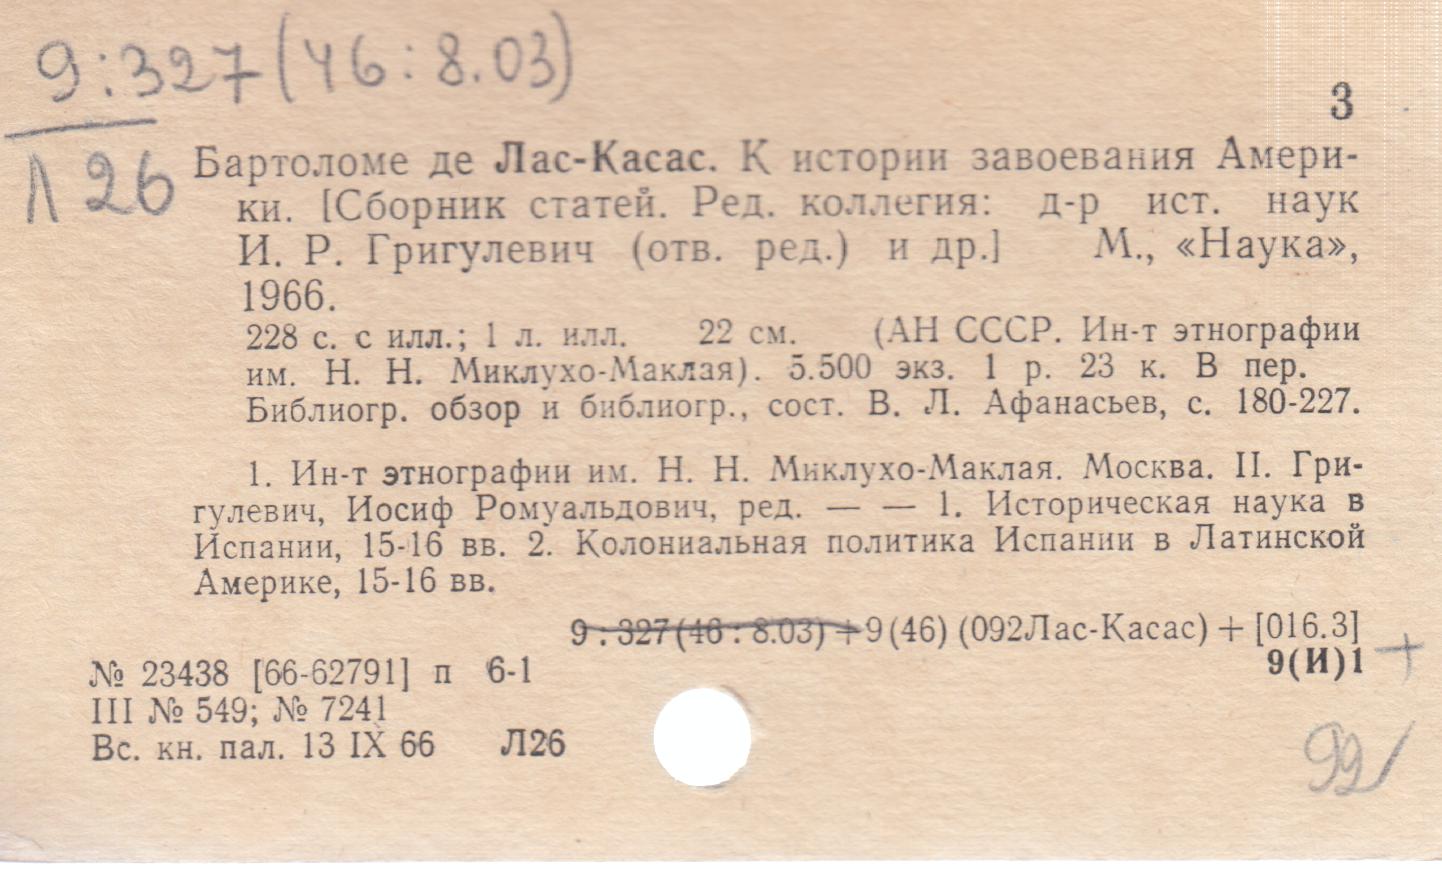 9:327(46:8.03)
3
Л26
Бартоломе де Лас-Касас. К истории завоевания Амери-
ки. [Сборник статей. Ред. коллегия: д-р ист. наук
И. Р. Григулевич (отв. ред.) и др.] М., «Наука»,
1966.
228 с. с илл.; 1 л. илл. 22 см. (АН СССР. Ин-т этнографии
им. Н. Н. Миклухо-Маклая). 5.500 экз. 1 р. 23 к. В пер.
Библиогр. обзор и библиогр., сост. В. Л. Афанасьев, с. 180-227.
1. Ин-т этнографии им. Н. Н. Миклухо-Маклая. Москва. II. Гри-
гулевич, Иосиф Ромуальдович, ред. — — 1. Историческая наука в
Испании, 15-16 вв. 2. Колониальная политика Испании в Латинской
Америке, 15-16 вв.
9:327(46:8.03)+9(46)(092Лас-Касас)+[016.3]
9(И)1 +
№ 23438 [66-62791] п 6-1
III № 549; № 7241
Вс. кн. пал. 13 IX 66 Л26
99/